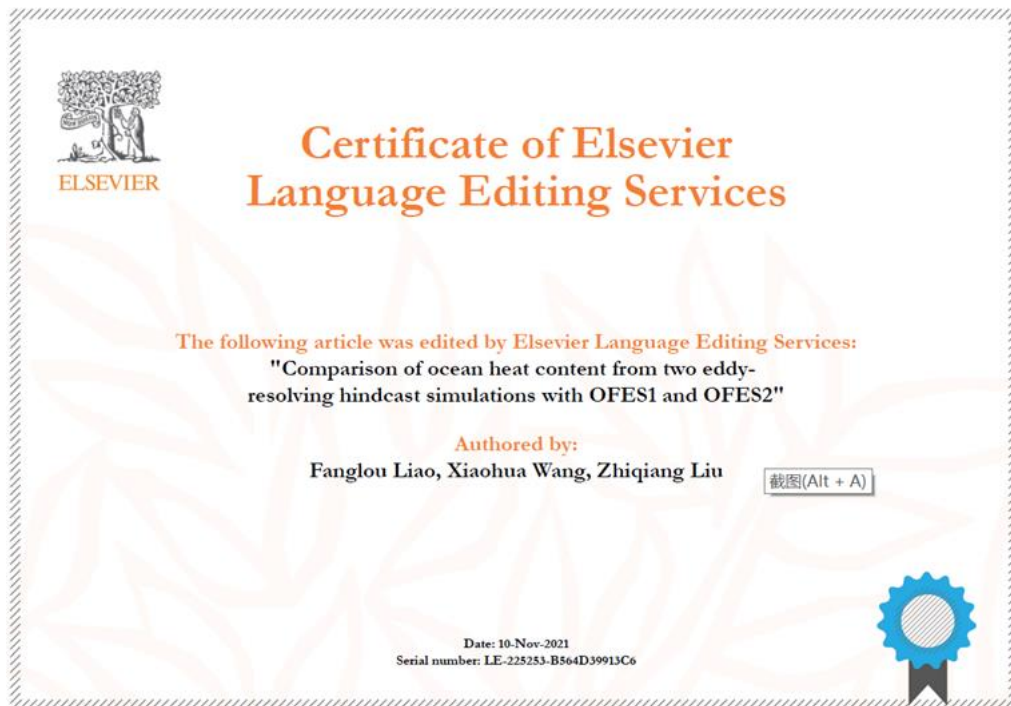 ELSEVIER
Certificate of Elsevier
Language Editing Services
The following article was edited by Elsevier Language Editing Services:
"Comparison of ocean heat content from two eddy-
resolving hindcast simulations with OFES1 and OFES2"
Authored by:
Fanglou Liao, Xiaohua Wang, Zhiqiang Liu
截图(Alt + A)
Date: 10-Nov-2021
Serial number: LE-225253-B564D39913C6